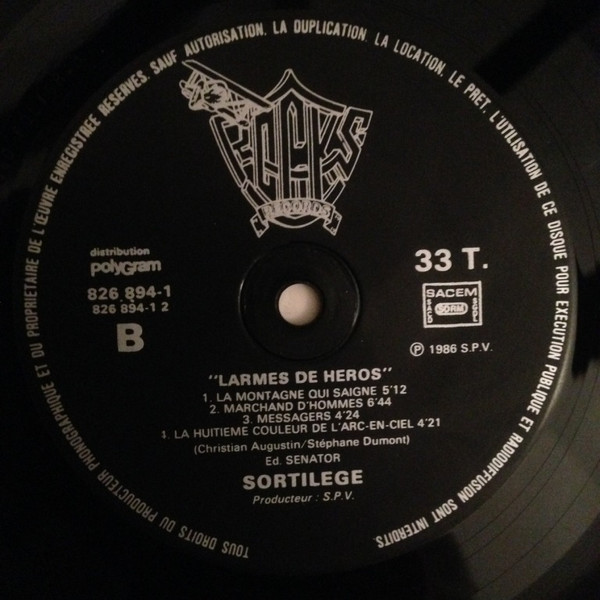 TOUS DROITS DU PRODUCTEUR PHONOGRAPHIQUE ET DU PROPRIETAIRE DE L'ŒUVRE ENREGISTREE RESERVES. SAUF AUTORISATION. LA DUPLICATION. LA LOCATION. LE PRET. L'UTILISATION DE CE DISQUE POUR EXECUTION PUBLIQUE ET RADIODIFFUSION SONT INTERDITS.
RECORDS
distribution
polygram
826 894-1
826 894-1 2
B
33 T.
SACEM
SORM
℗ 1986 S.P.V.
"LARMES DE HEROS"
1. LA MONTAGNE QUI SAIGNE 5'12
2. MARCHAND D'HOMMES 6'44
3. MESSAGERS 4'24
4. LA HUITIEME COULEUR DE L'ARC-EN-CIEL 4'21
(Christian Augustin/Stéphane Dumont)
Ed. SENATOR
SORTILEGE
Producteur : S.P.V.